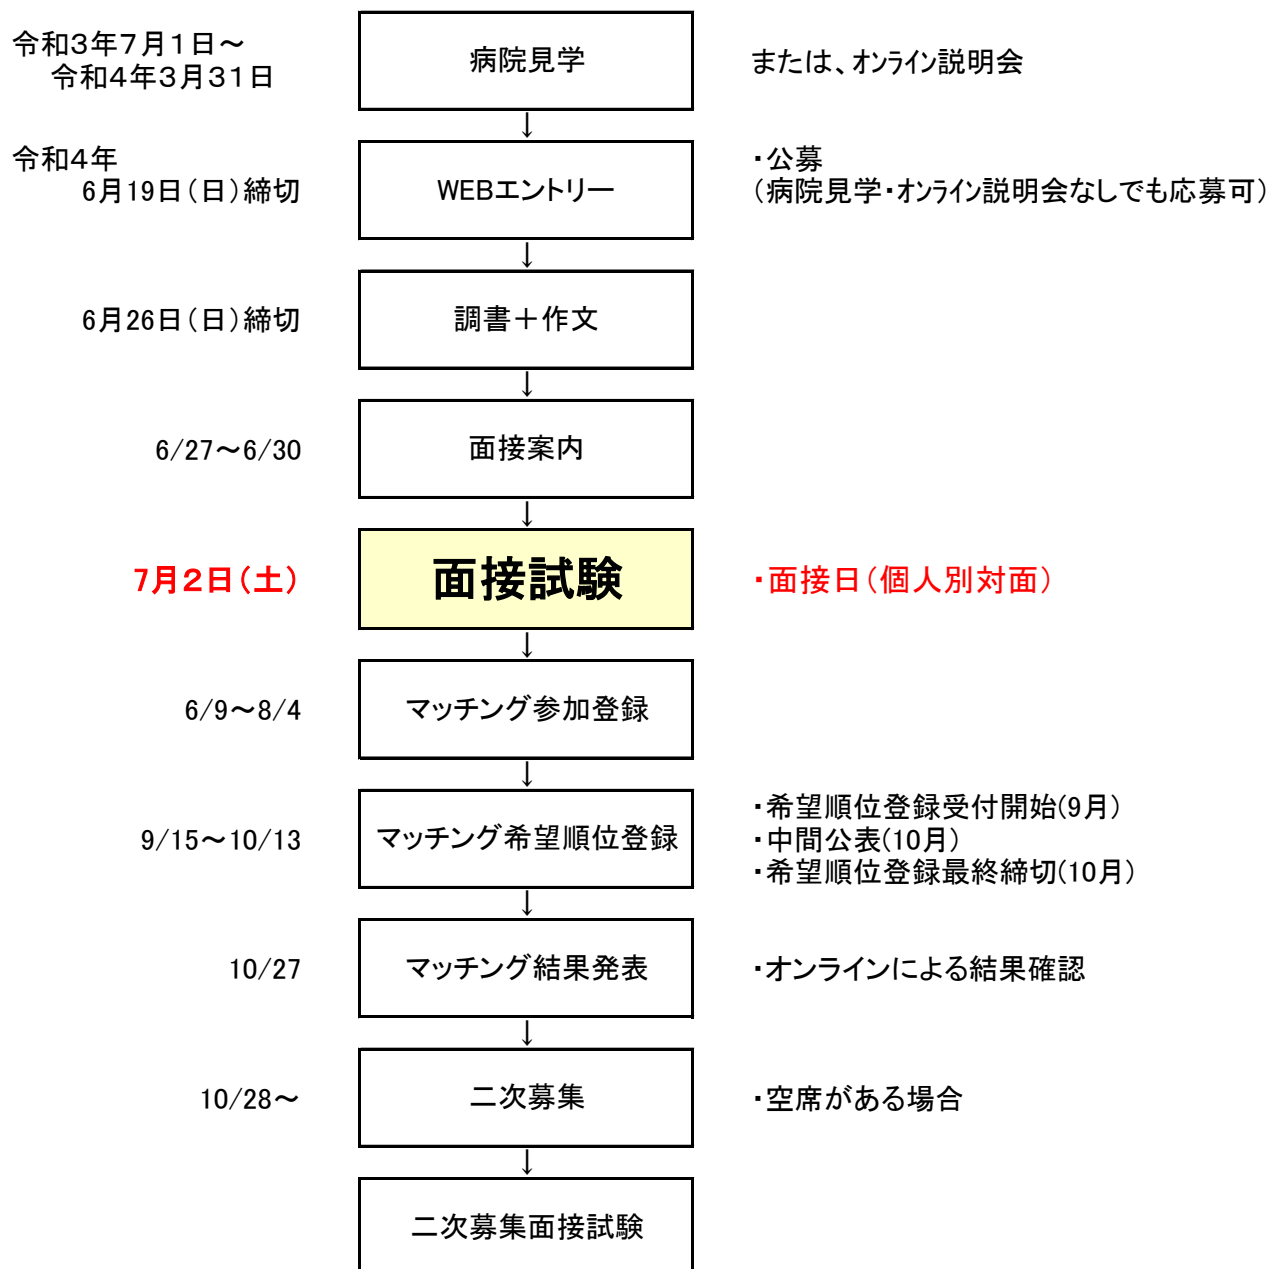 令和3年7月1日～
令和4年3月31日
病院見学
または、オンライン説明会
↓
令和4年
6月19日(日)締切
WEBエントリー
・公募
(病院見学・オンライン説明会なしでも応募可)
↓
6月26日(日)締切
調書＋作文
↓
6/27～6/30
面接案内
↓
7月2日(土)
面接試験
・面接日(個人別対面)
↓
6/9～8/4
マッチング参加登録
↓
9/15～10/13
マッチング希望順位登録
・希望順位登録受付開始(9月)
・中間公表(10月)
・希望順位登録最終締切(10月)
↓
10/27
マッチング結果発表
・オンラインによる結果確認
↓
10/28～
二次募集
・空席がある場合
↓
二次募集面接試験